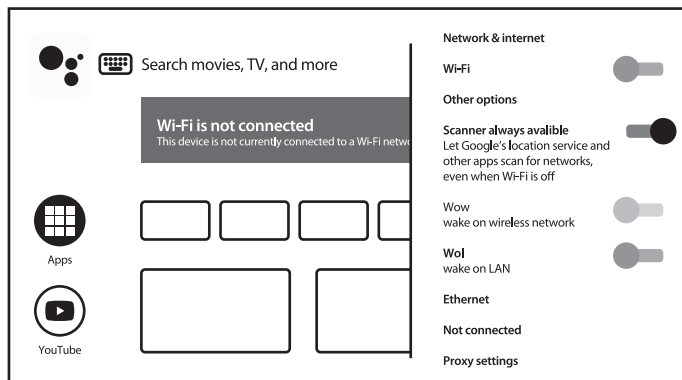 Search movies, TV, and more
Wi-Fi is not connected
This device is not currently connected to a Wi-Fi netwo
Apps
YouTube
Network & internet
Wi-Fi
Other options
Scanner always avalible
Let Google's location service and
other apps scan for networks,
even when Wi-Fi is off
Wow
wake on wireless network
Wol
wake on LAN
Ethernet
Not connected
Proxy settings